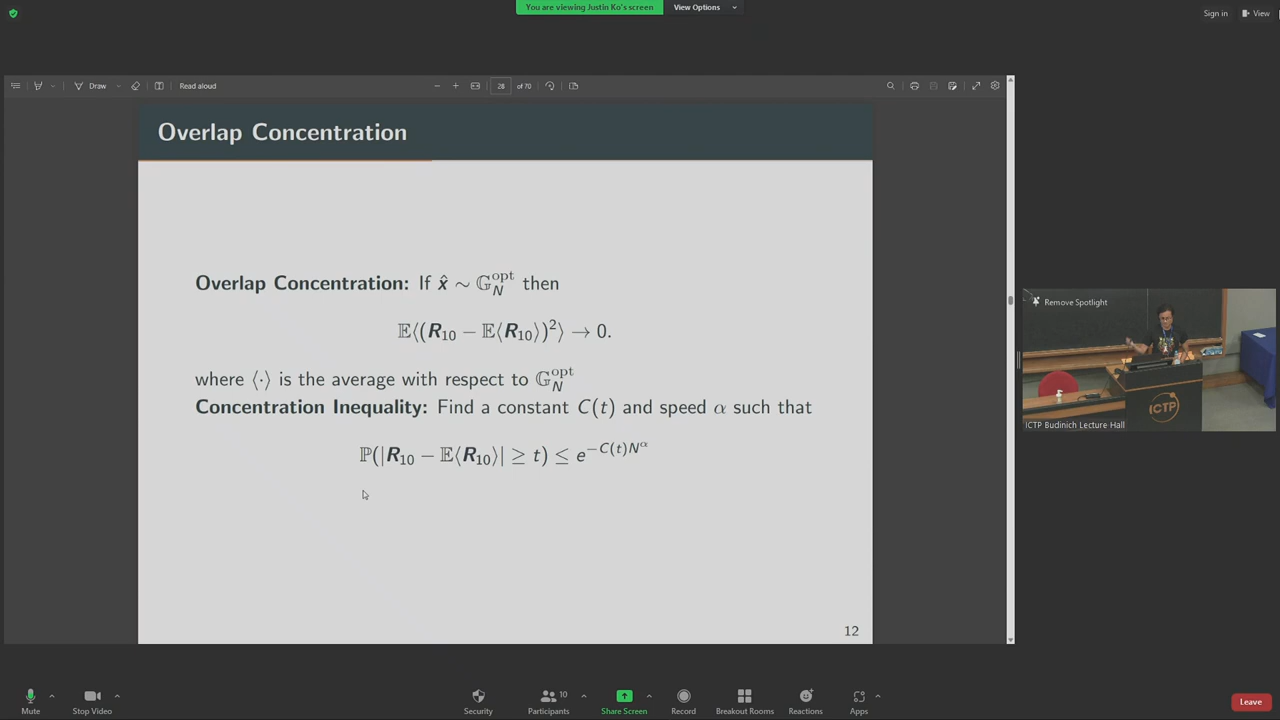 You are viewing Justin Ko's screen
View Options
Sign in
View
Draw
Read aloud
28 of 70
Overlap Concentration
Overlap Concentration: If x̂ ∼ 𝔾_N^opt then
𝔼⟨(R₁₀ − 𝔼⟨R₁₀⟩)²⟩ → 0.
where ⟨·⟩ is the average with respect to 𝔾_N^opt
Concentration Inequality: Find a constant C(t) and speed α such that
ℙ(|R₁₀ − 𝔼⟨R₁₀⟩| ≥ t) ≤ e^{−C(t)N^α}
12
Remove Spotlight
ICTP
ICTP Budinich Lecture Hall
Mute
Stop Video
Security
Participants
10
Share Screen
Record
Breakout Rooms
Reactions
Apps
Leave